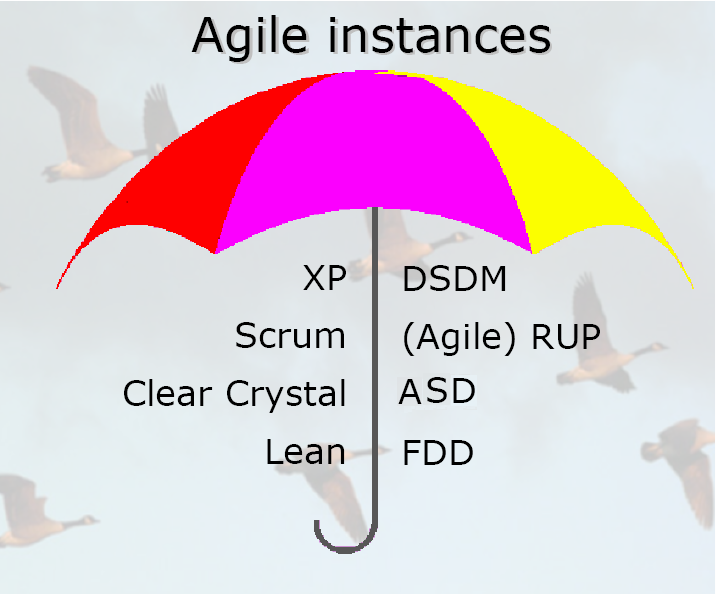 Agile instances
XP
Scrum
Clear Crystal
Lean
DSDM
(Agile) RUP
ASD
FDD